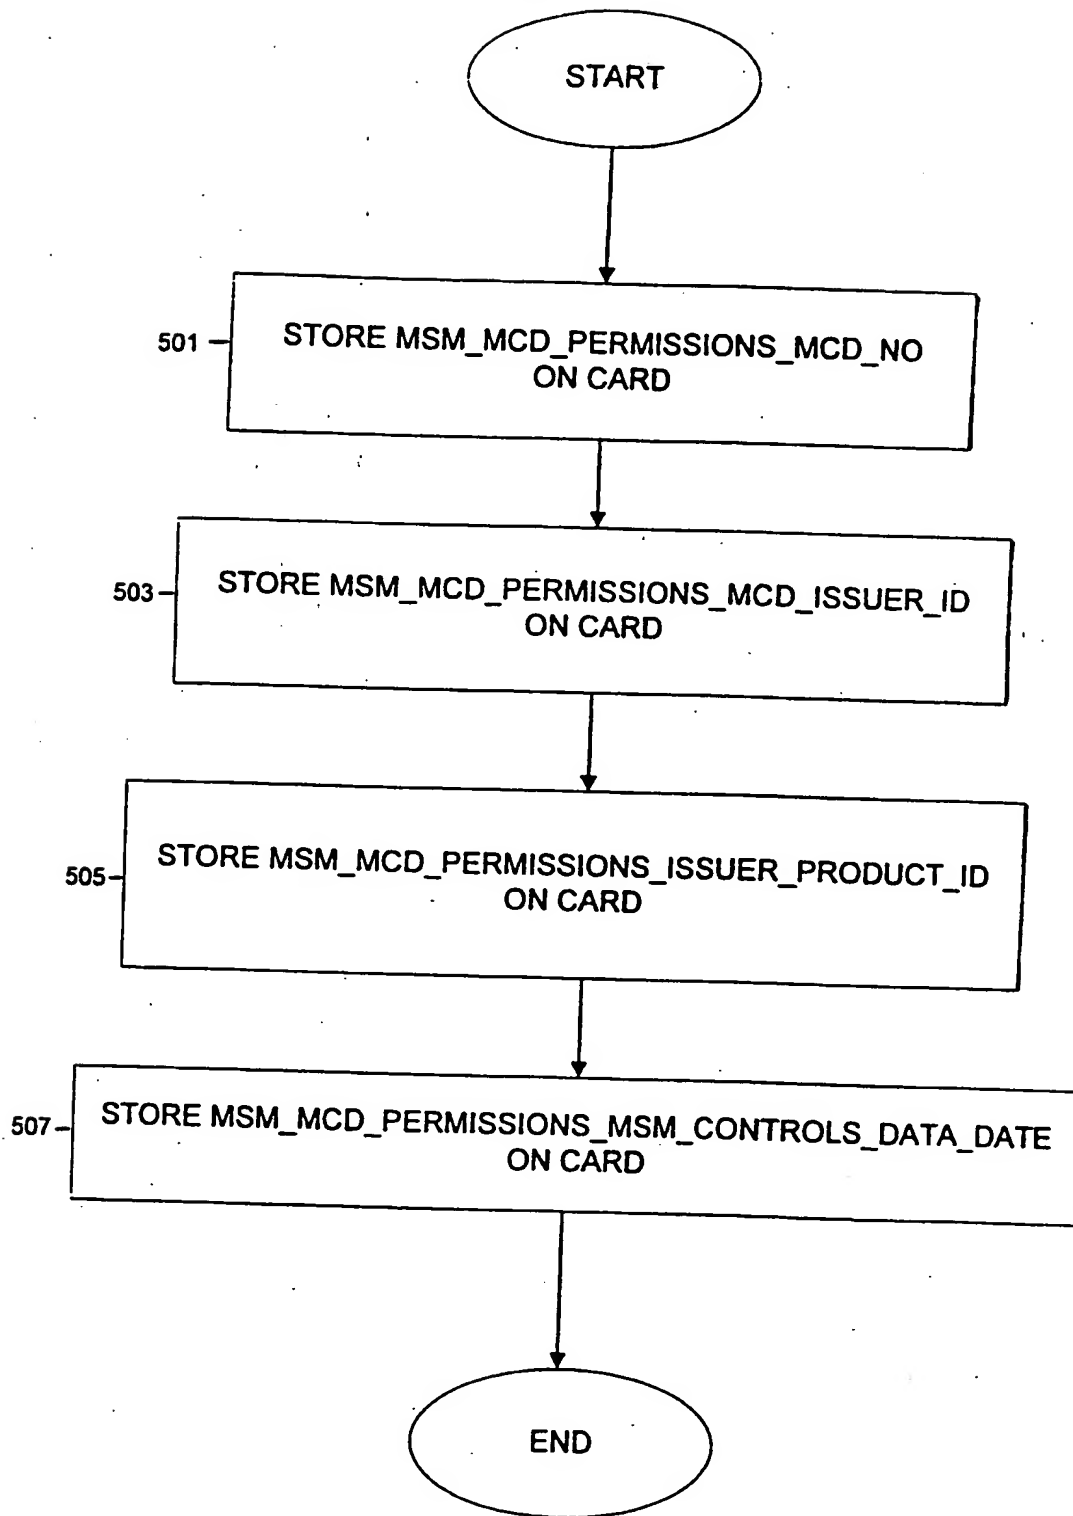 START
501
STORE MSM_MCD_PERMISSIONS_MCD_NO
ON CARD
503
STORE MSM_MCD_PERMISSIONS_MCD_ISSUER_ID
ON CARD
505
STORE MSM_MCD_PERMISSIONS_ISSUER_PRODUCT_ID
ON CARD
507
STORE MSM_MCD_PERMISSIONS_MSM_CONTROLS_DATA_DATE
ON CARD
END